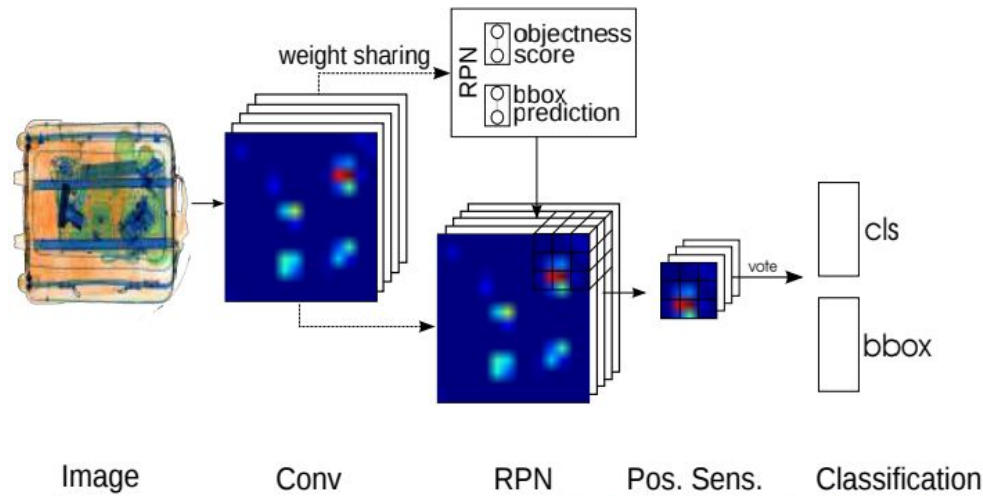 weight sharing
RPN
objectness
score
bbox
prediction
vote
cls
bbox
Image
Conv
RPN
Pos. Sens.
Classification